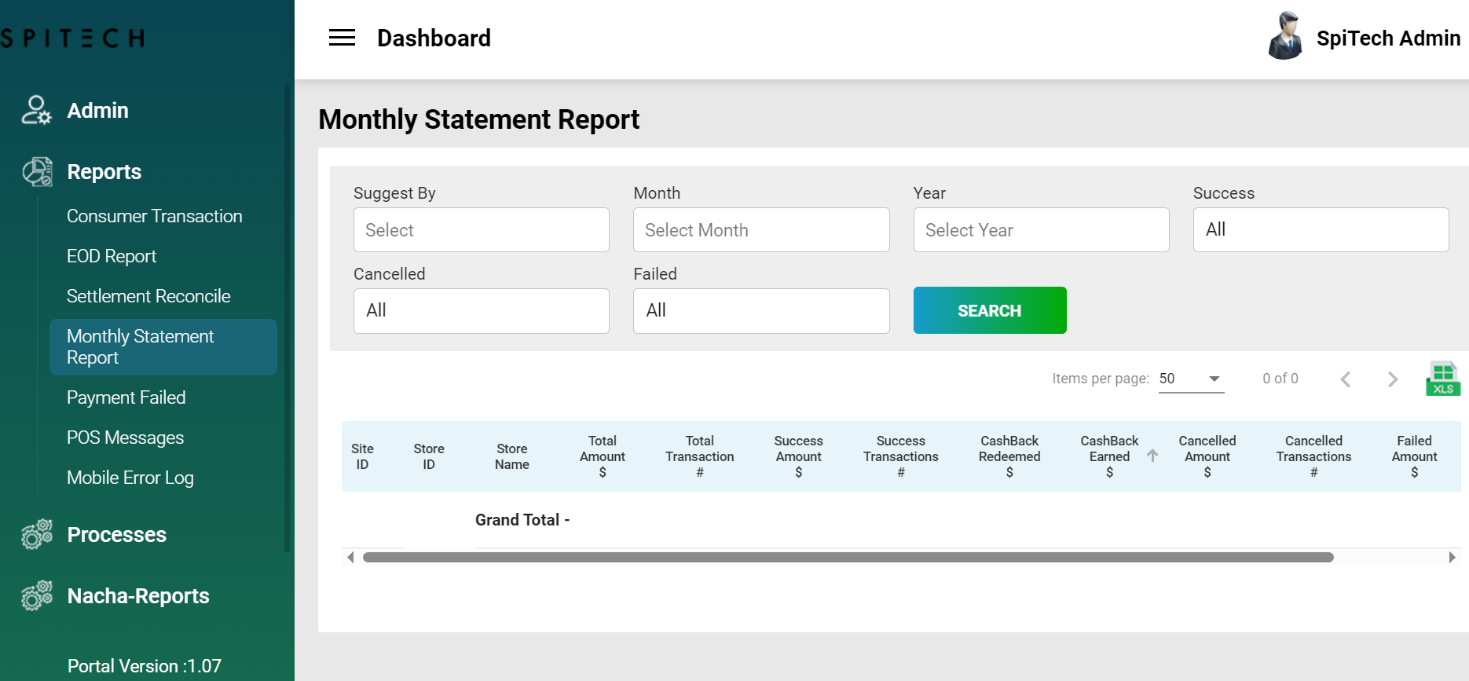 SPITECH
Dashboard
SpiTech Admin
Admin
Reports
Consumer Transaction
EOD Report
Settlement Reconcile
Monthly Statement
Report
Payment Failed
POS Messages
Mobile Error Log
Processes
Nacha-Reports
Portal Version :1.07
Monthly Statement Report
Suggest By
Select
Month
Select Month
Year
Select Year
Success
All
Cancelled
All
Failed
All
SEARCH
Items per page: 50
0 of 0
XLS
Site
ID
Store
ID
Store
Name
Total
Amount
$
Total
Transaction
#
Success
Amount
$
Success
Transactions
#
CashBack
Redeemed
$
CashBack
Earned
$
Cancelled
Amount
$
Cancelled
Transactions
#
Failed
Amount
$
Grand Total -